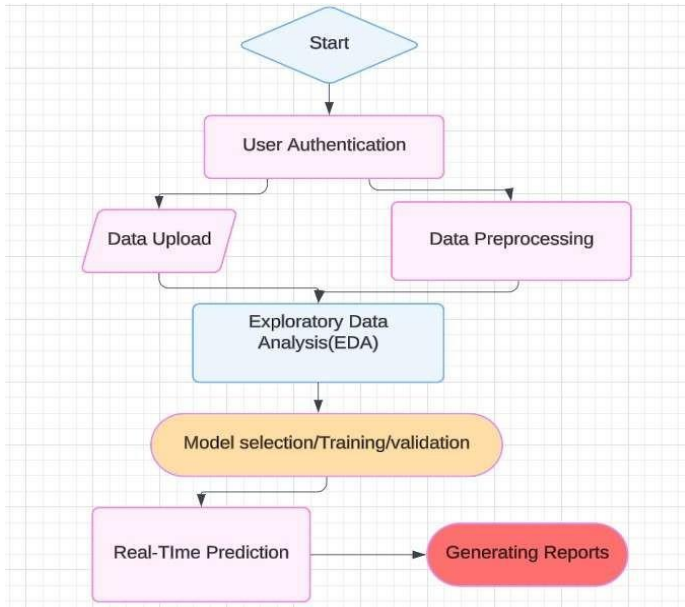 Start
User Authentication
Data Upload
Data Preprocessing
Exploratory Data
Analysis(EDA)
Model selection/Training/validation
Real-TIme Prediction
Generating Reports